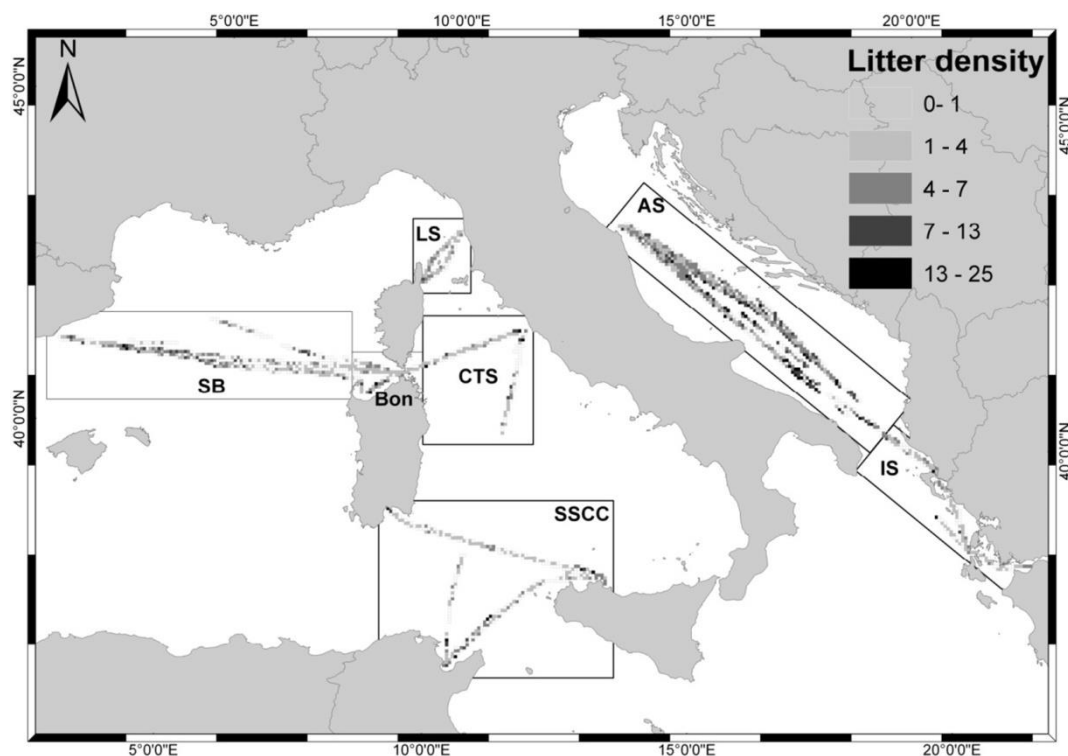 5°0'0"E 10°0'0"E 15°0'0"E 20°0'0"E
N
Litter density
0- 1
1 - 4
4 - 7
7 - 13
13 - 25
45°0'0"N
45°0'0"N
AS
LS
SB
Bon
CTS
40°0'0"N
40°0'0"N
IS
SSCC
5°0'0"E 10°0'0"E 15°0'0"E 20°0'0"E